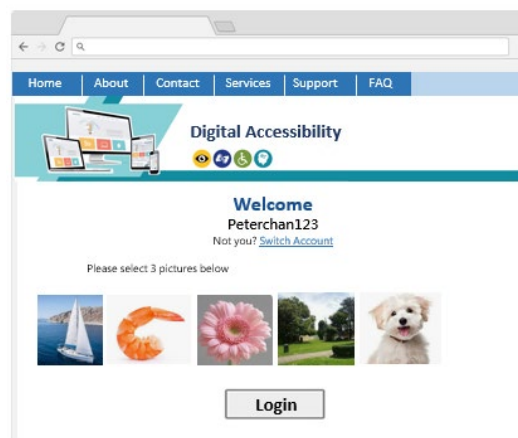 Home About Contact Services Support FAQ
Digital Accessibility
Welcome
Peterchan123
Not you? Switch Account
Please select 3 pictures below
Login